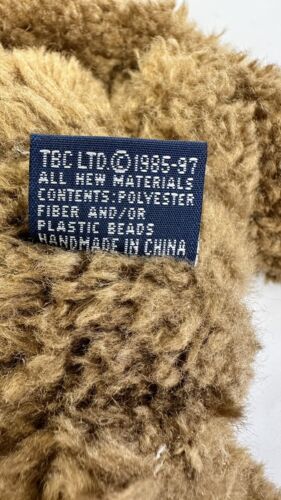 TBC LTD.©1985-97
ALL NEW MATERIALS
CONTENTS:POLYESTER
FIBER AND/OR
PLASTIC BEADS
HANDMADE IN CHINA